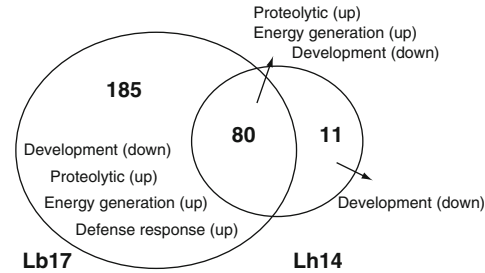 Proteolytic (up)
Energy generation (up)
Development (down)
185
80
11
Development (down)
Proteolytic (up)
Energy generation (up)
Defense response (up)
Development (down)
Lb17
Lh14